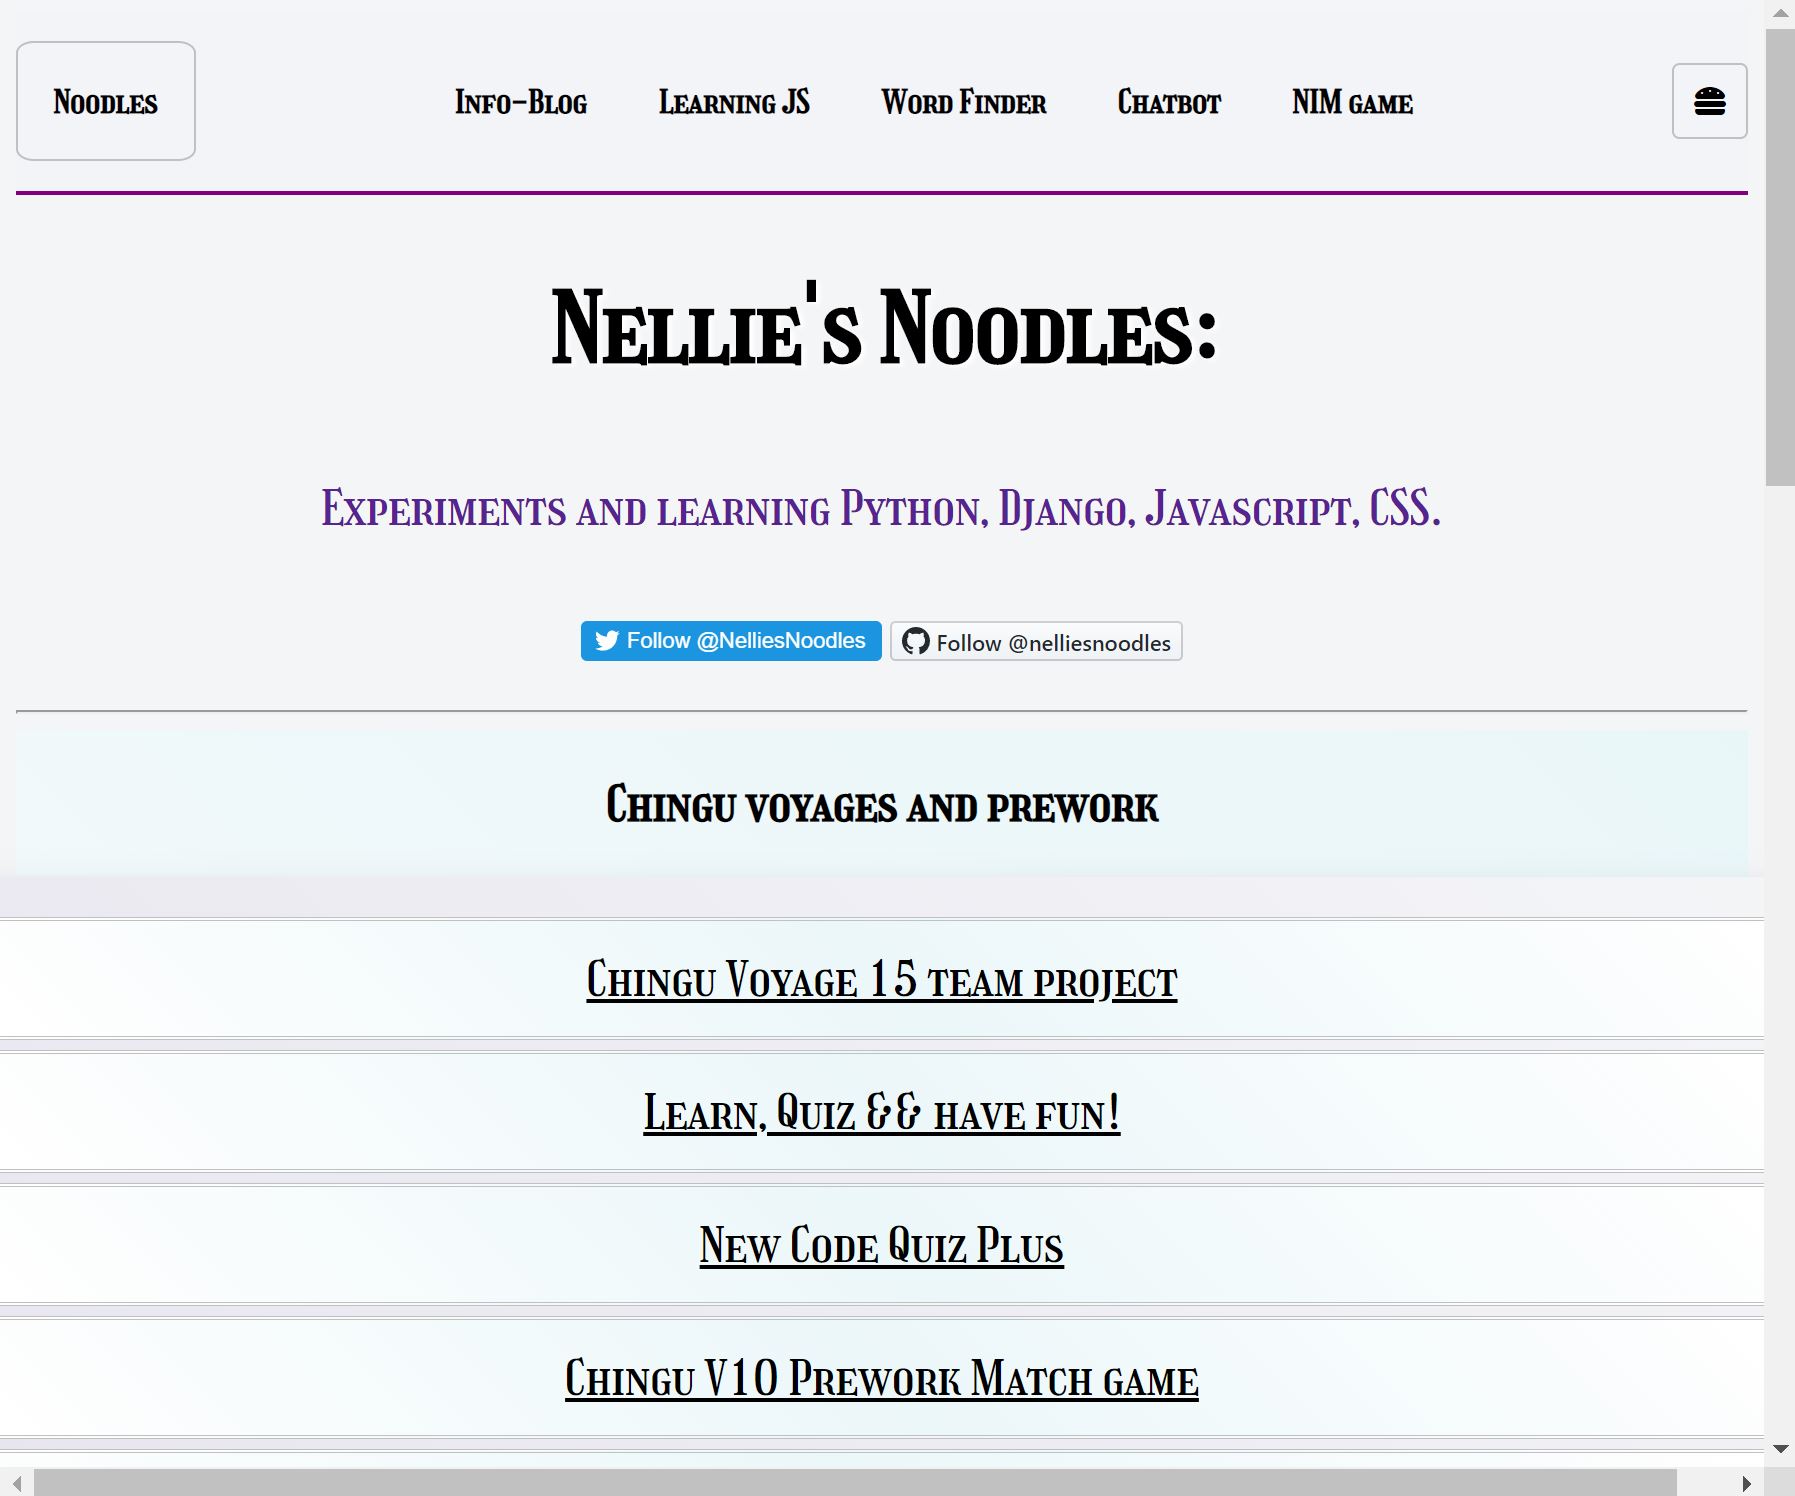 Noodles
Info-Blog
Learning JS
Word Finder
Chatbot
NIM game
Nellie's Noodles:
Experiments and learning Python, Django, Javascript, CSS.
Follow @NelliesNoodles
Follow @nelliesnoodles
Chingu voyages and prework
Chingu Voyage 15 team project
Learn, Quiz && have fun!
New Code Quiz Plus
Chingu V10 Prework Match game